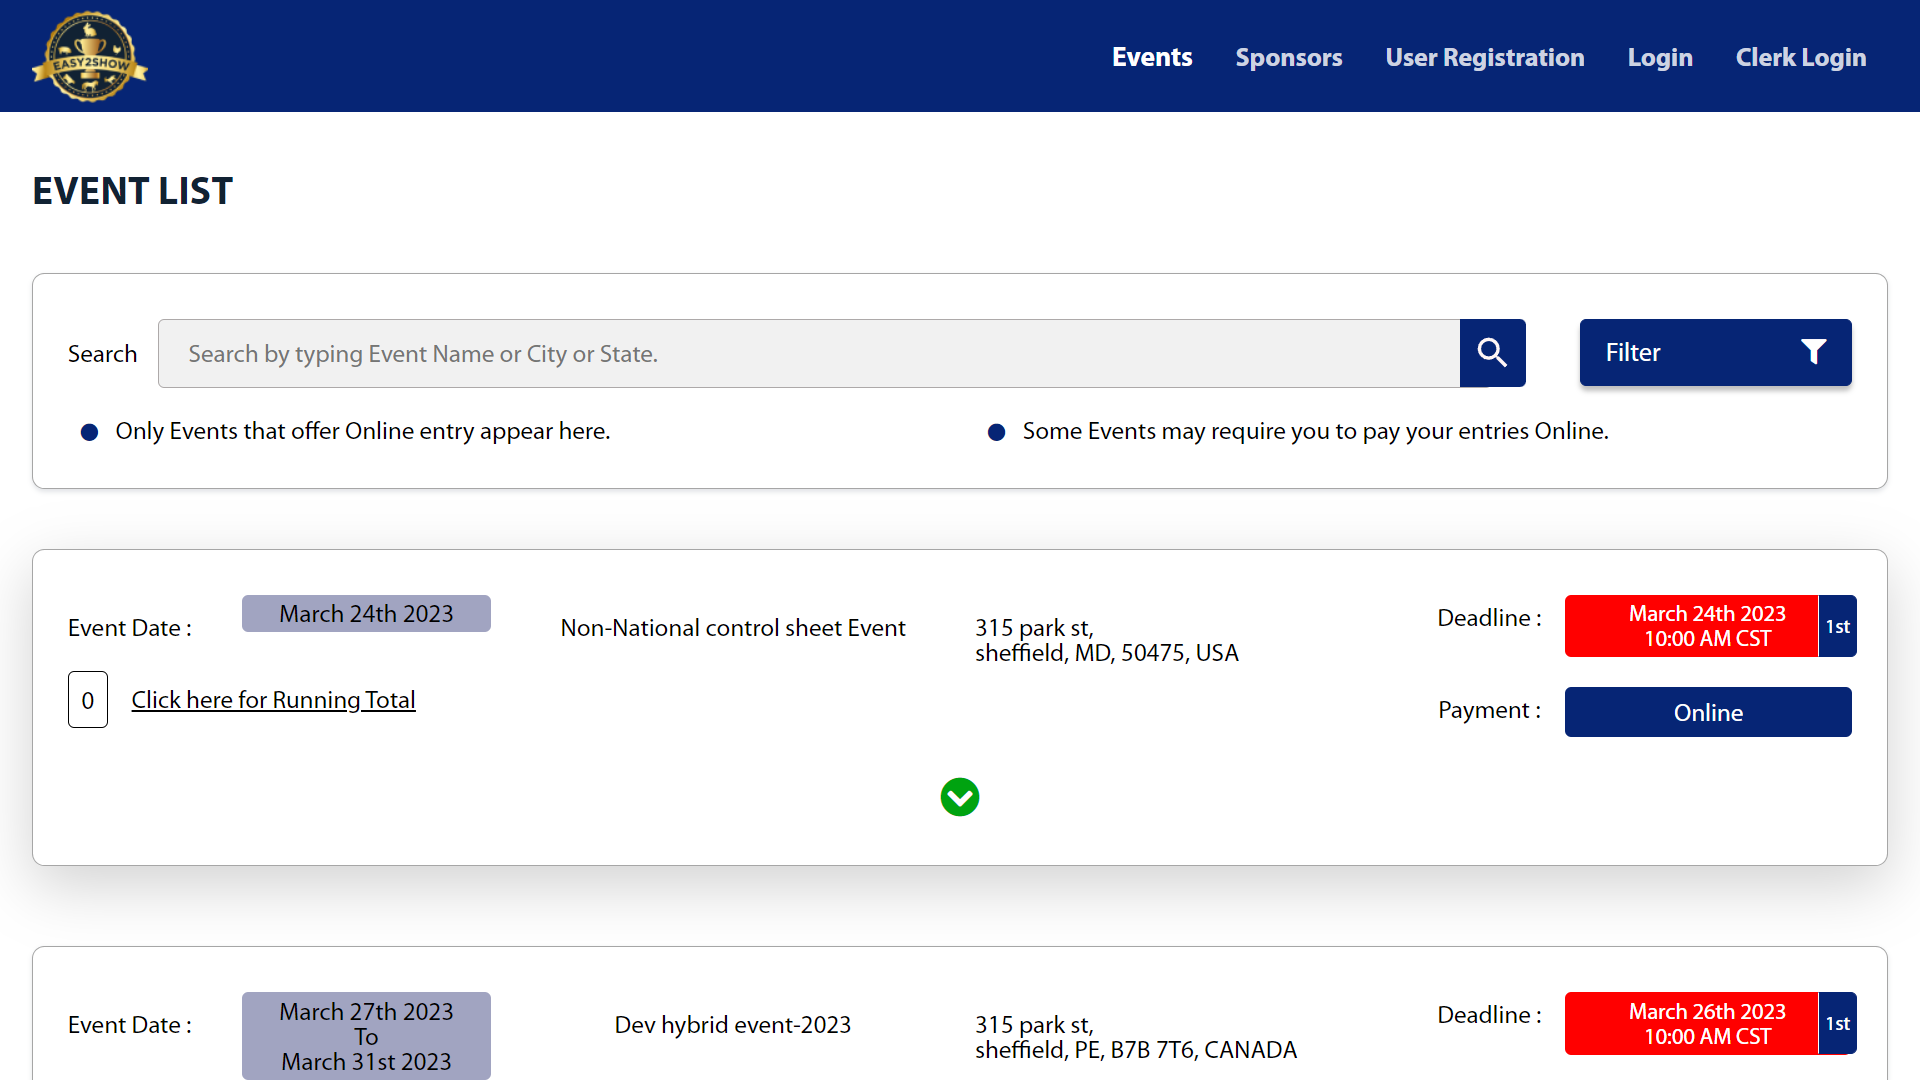 EASY2SHOW
Events
Sponsors
User Registration
Login
Clerk Login
EVENT LIST
Search
Search by typing Event Name or City or State.
Filter
Only Events that offer Online entry appear here.
Some Events may require you to pay your entries Online.
Event Date :
March 24th 2023
Non-National control sheet Event
315 park st,
sheffield, MD, 50475, USA
Deadline :
March 24th 2023
10:00 AM CST
1st
0
Click here for Running Total
Payment :
Online
Event Date :
March 27th 2023
To
March 31st 2023
Dev hybrid event-2023
315 park st,
sheffield, PE, B7B 7T6, CANADA
Deadline :
March 26th 2023
10:00 AM CST
1st